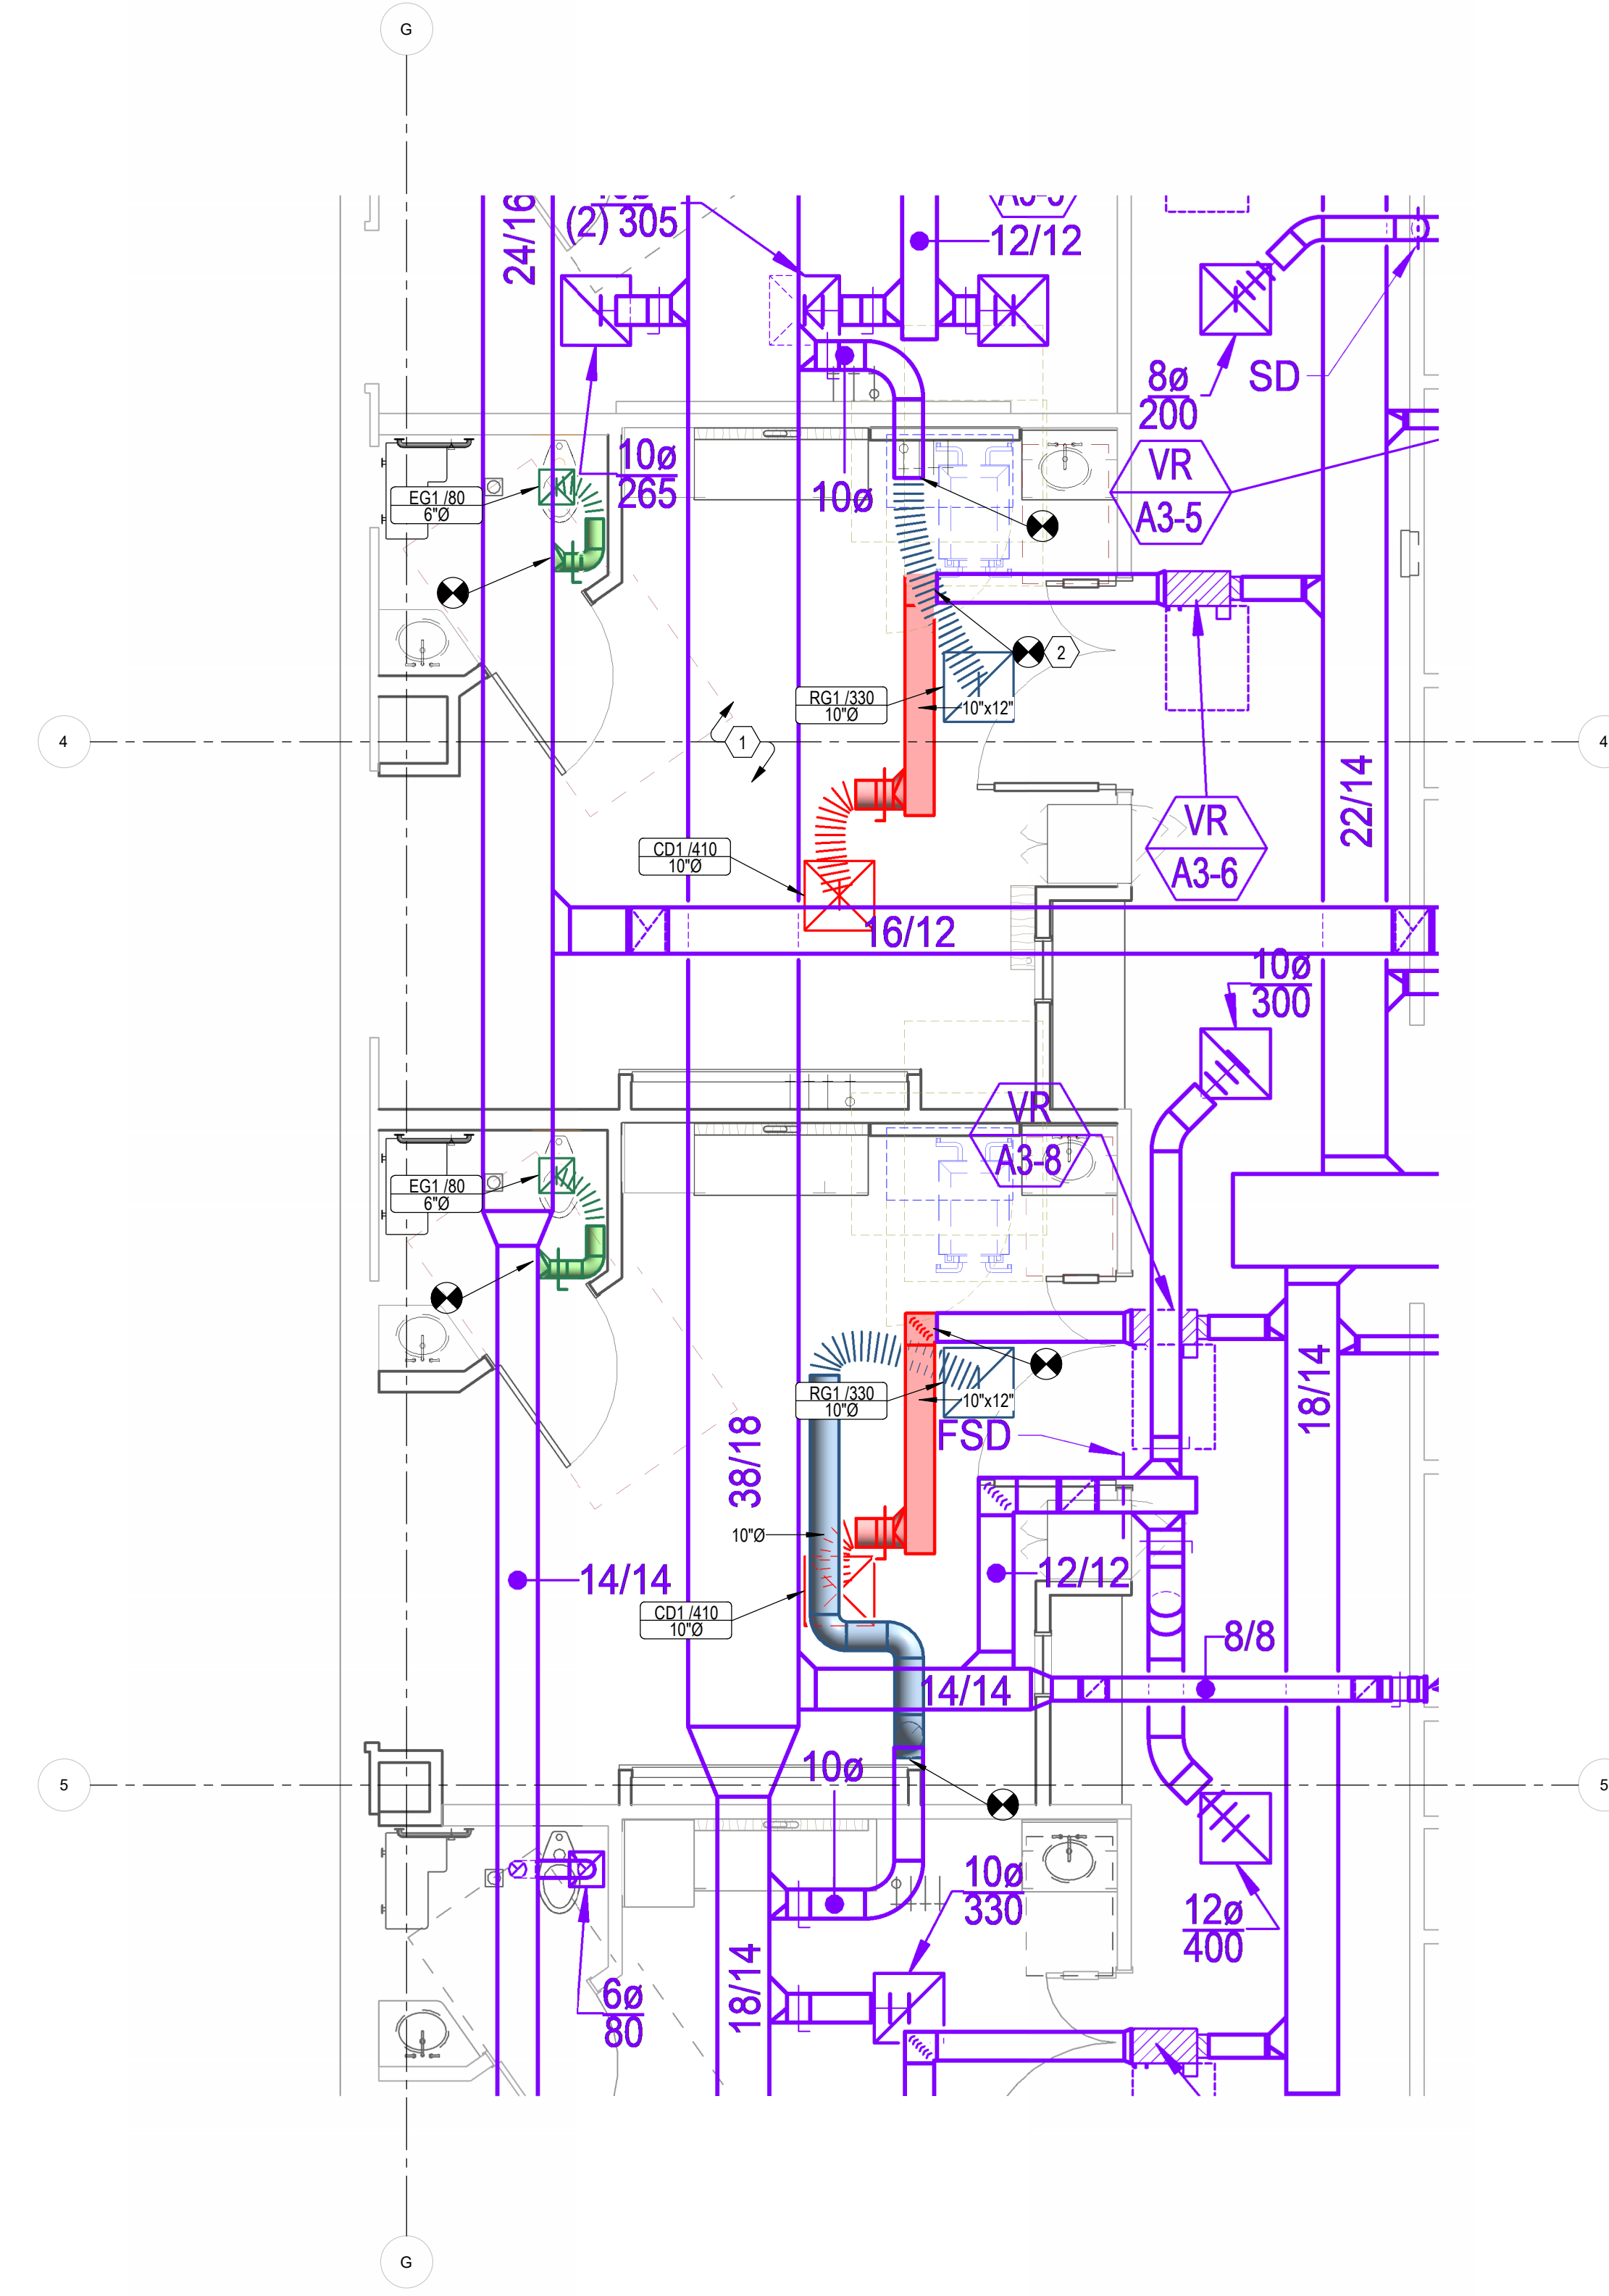 G
24/16
(2) 305
12/12
8ø
200
SD
10ø
265
10ø
VR
A3-5
EG1 /80
6"Ø
2
RG1 /330
10"Ø
10"x12"
4
1
4
22/14
VR
A3-6
CD1 /410
10"Ø
16/12
10ø
300
VR
A3-8
EG1 /80
6"Ø
RG1 /330
10"Ø
10"x12"
18/14
FSD
38/18
10"Ø
14/14
12/12
CD1 /410
10"Ø
8/8
14/14
10ø
5
5
10ø
330
12ø
400
18/14
6ø
80
G